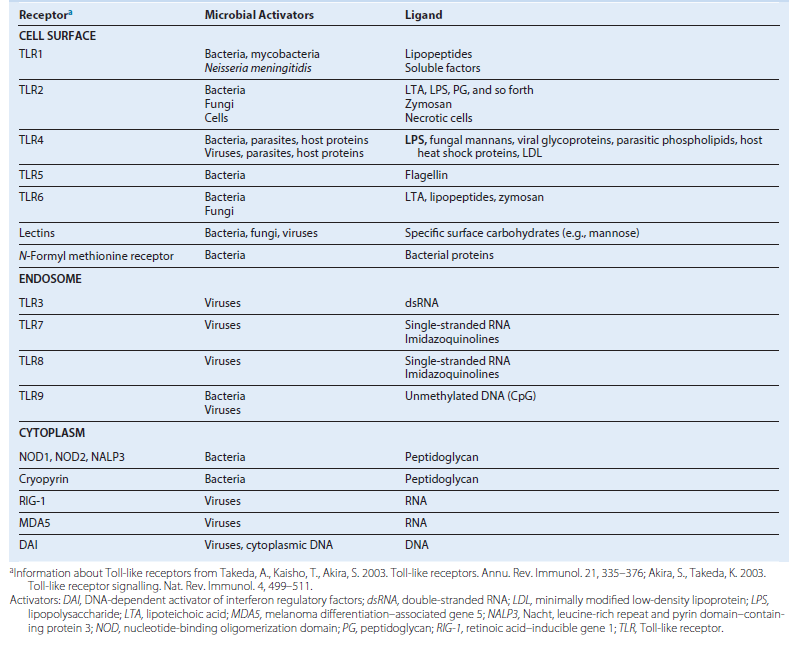 Receptorᵃ Microbial Activators Ligand
CELL SURFACE
TLR1 Bacteria, mycobacteria Lipopeptides
Neisseria meningitidis Soluble factors
TLR2 Bacteria LTA, LPS, PG, and so forth
Fungi Zymosan
Cells Necrotic cells
TLR4 Bacteria, parasites, host proteins LPS, fungal mannans, viral glycoproteins, parasitic phospholipids, host
Viruses, parasites, host proteins heat shock proteins, LDL
TLR5 Bacteria Flagellin
TLR6 Bacteria LTA, lipopeptides, zymosan
Fungi
Lectins Bacteria, fungi, viruses Specific surface carbohydrates (e.g., mannose)
N-Formyl methionine receptor Bacteria Bacterial proteins
ENDOSOME
TLR3 Viruses dsRNA
TLR7 Viruses Single-stranded RNA
Imidazoquinolines
TLR8 Viruses Single-stranded RNA
Imidazoquinolines
TLR9 Bacteria Unmethylated DNA (CpG)
Viruses
CYTOPLASM
NOD1, NOD2, NALP3 Bacteria Peptidoglycan
Cryopyrin Bacteria Peptidoglycan
RIG-1 Viruses RNA
MDA5 Viruses RNA
DAI Viruses, cytoplasmic DNA DNA
ᵃInformation about Toll-like receptors from Takeda, A., Kaisho, T., Akira, S. 2003. Toll-like receptors. Annu. Rev. Immunol. 21, 335–376; Akira, S., Takeda, K. 2003.
Toll-like receptor signalling. Nat. Rev. Immunol. 4, 499–511.
Activators: DAI, DNA-dependent activator of interferon regulatory factors; dsRNA, double-stranded RNA; LDL, minimally modified low-density lipoprotein; LPS,
lipopolysaccharide; LTA, lipoteichoic acid; MDA5, melanoma differentiation–associated gene 5; NALP3, Nacht, leucine-rich repeat and pyrin domain–contain-
ing protein 3; NOD, nucleotide-binding oligomerization domain; PG, peptidoglycan; RIG-1, retinoic acid–inducible gene 1; TLR, Toll-like receptor.